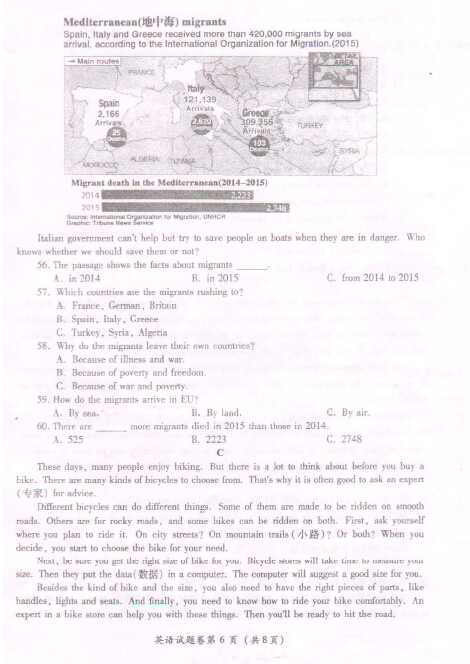 Mediterranean(地中海) migrants
Spain, Italy and Greece received more than 420,000 migrants by sea
arrival, according to the International Organization for Migration.(2015)
→ Main routes
DETAIL
AREA
FRANCE
Italy
121,139
Arrivals
Spain
2,166
Arrivals
Greece
309,356
Arrivals
2,620
Deaths
25
Deaths
103
Deaths
TURKEY
SYRIA
MOROCCO
ALGERIA
TUNISIA
Migrant death in the Mediterranean(2014-2015)
2014 2,223
2015 2,748
Source: International Organization for Migration, UNHCR
Graphic: Tribune News Service
Italian government can't help but try to save people on boats when they are in danger. Who
knows whether we should save them or not?
56. The passage shows the facts about migrants ______.
A. in 2014 B. in 2015 C. from 2014 to 2015
57. Which countries are the migrants rushing to?
A. France, German, Britain
B. Spain, Italy, Greece
C. Turkey, Syria, Algeria
58. Why do the migrants leave their own countries?
A. Because of illness and war.
B. Because of poverty and freedom.
C. Because of war and poverty.
59. How do the migrants arrive in EU?
A. By sea. B. By land. C. By air.
60. There are ______ more migrants died in 2015 than those in 2014.
A. 525 B. 2223 C. 2748
C
These days, many people enjoy biking. But there is a lot to think about before you buy a
bike. There are many kinds of bicycles to choose from. That's why it is often good to ask an expert
(专家) for advice.
Different bicycles can do different things. Some of them are made to be ridden on smooth
roads. Others are for rocky roads, and some bikes can be ridden on both. First, ask yourself
where you plan to ride it. On city streets? On mountain trails(小路)? Or both? When you
decide, you start to choose the bike for your need.
Next, be sure you get the right size of bike for you. Bicycle stores will take time to measure your
size. Then they put the data(数据) in a computer. The computer will suggest a good size for you.
Besides the kind of bike and the size, you also need to have the right pieces of parts, like
handles, lights and seats. And finally, you need to know how to ride your bike comfortably. An
expert in a bike store can help you with these things. Then you'll be ready to hit the road.
英语试题卷第 6 页 (共 8 页)